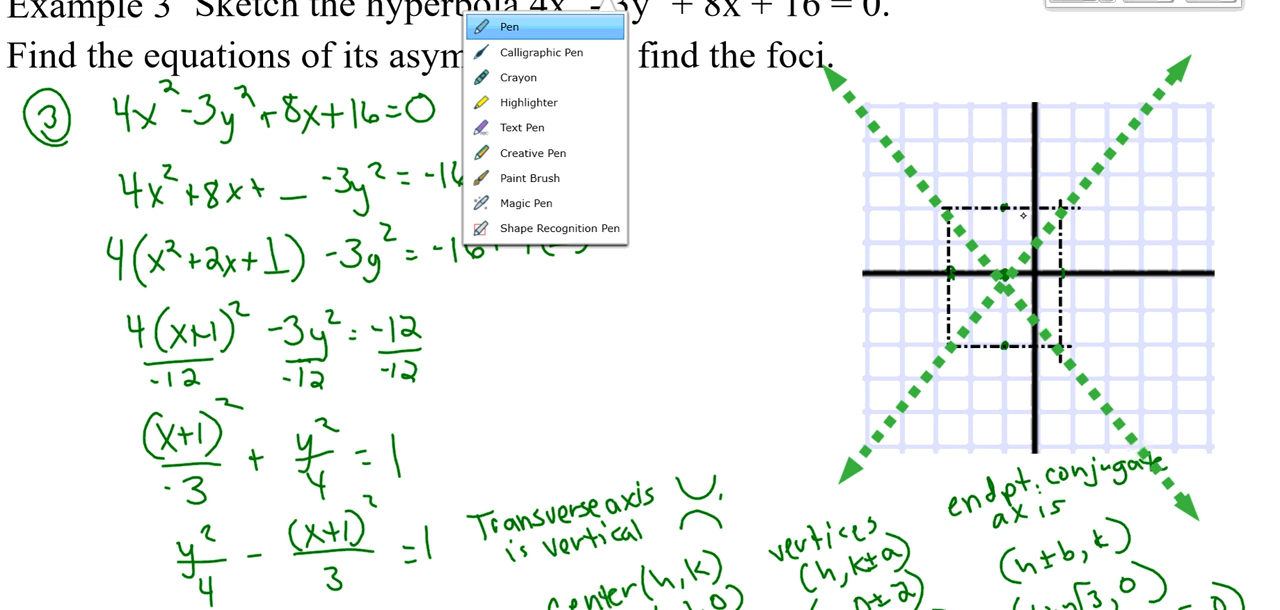 Example 3 Sketch the hyperbola 4x² - 3y² + 8x + 16 = 0.
Find the equations of its asym find the foci.
Pen
Calligraphic Pen
Crayon
Highlighter
Text Pen
Creative Pen
Paint Brush
Magic Pen
Shape Recognition Pen
③ 4x² -3y² +8x+16=0
4x² +8x+ _ -3y² = -16
4(x²+2x+1) -3y² = -16+
4(x+1)²/-12 -3y²/-12 = -12/-12
(x+1)²/-3 + y²/4 = 1
y²/4 - (x+1)²/3 = 1
Transverse axis
is vertical
center (h,k)
vertices
(h, k±a)
endpt. conjugate
axis
(h±b, k)